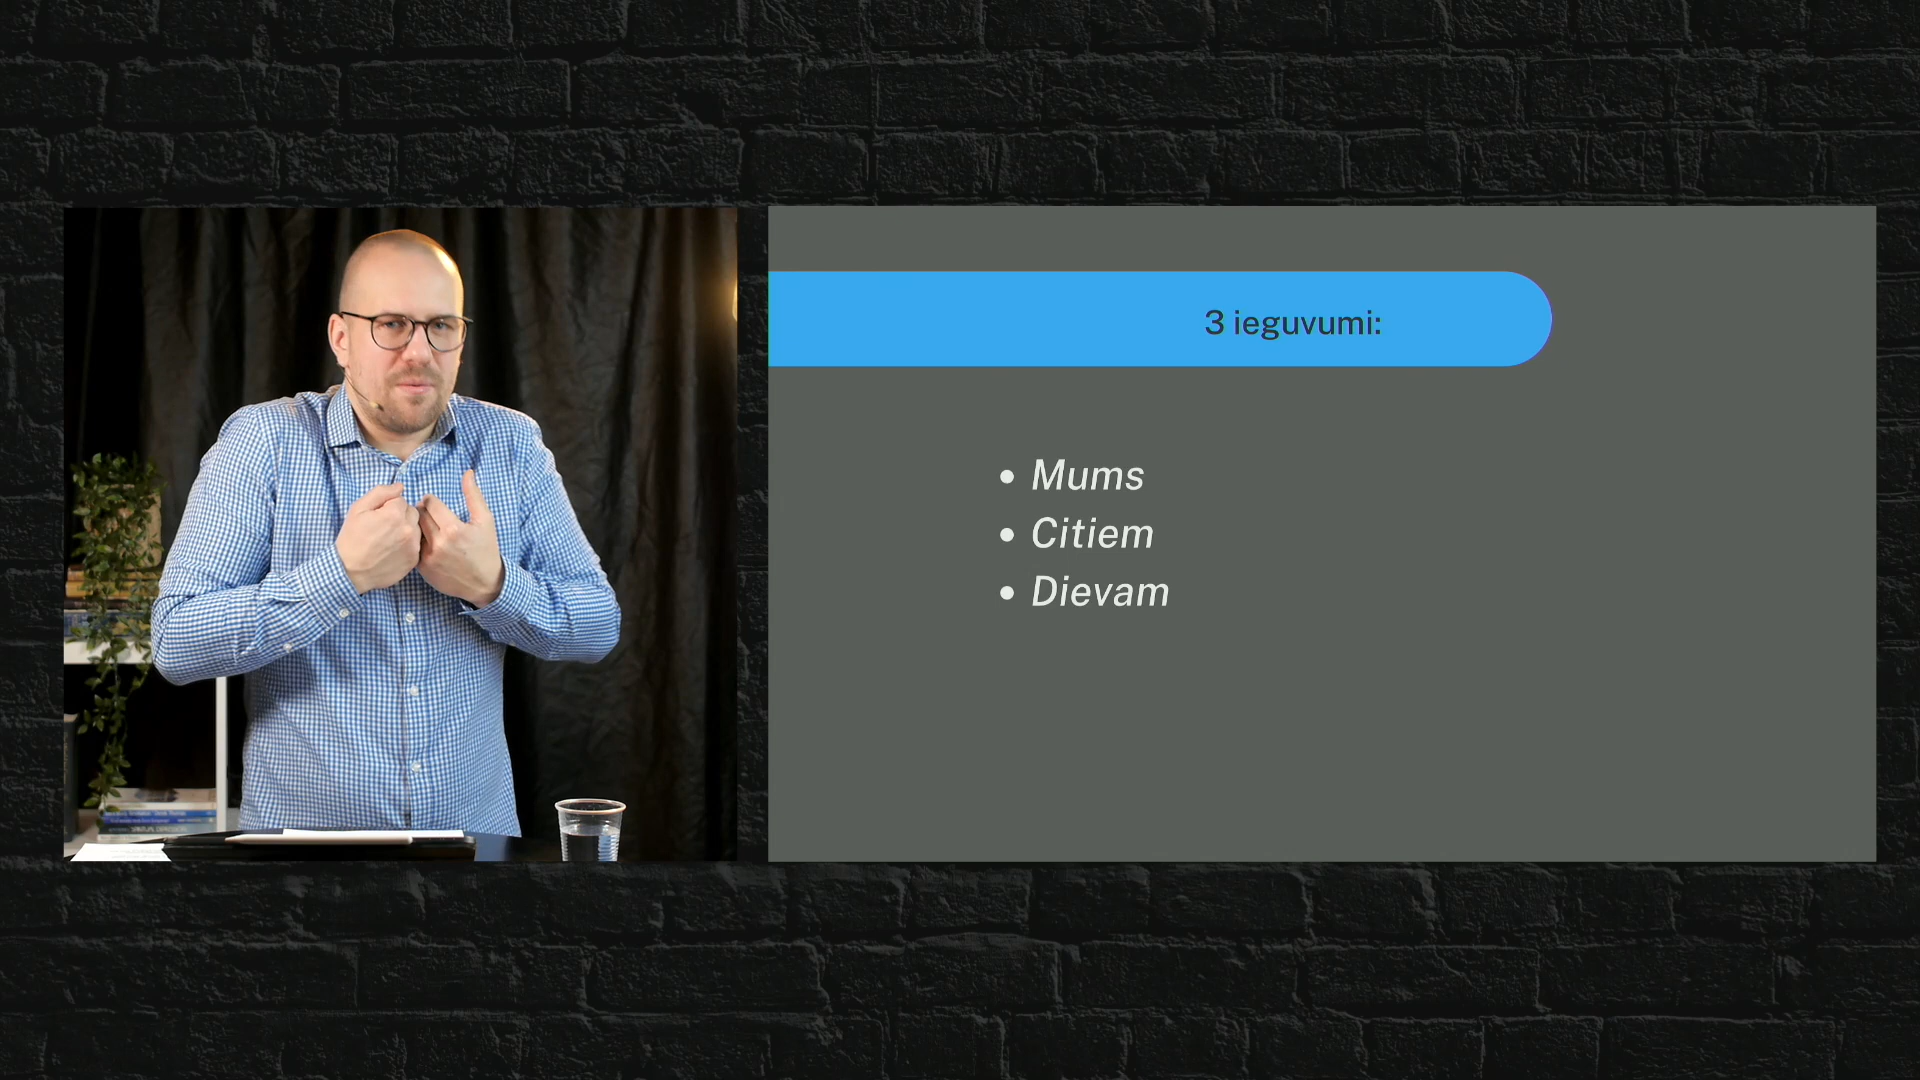 3 ieguvumi:
• Mums
• Citiem
• Dievam